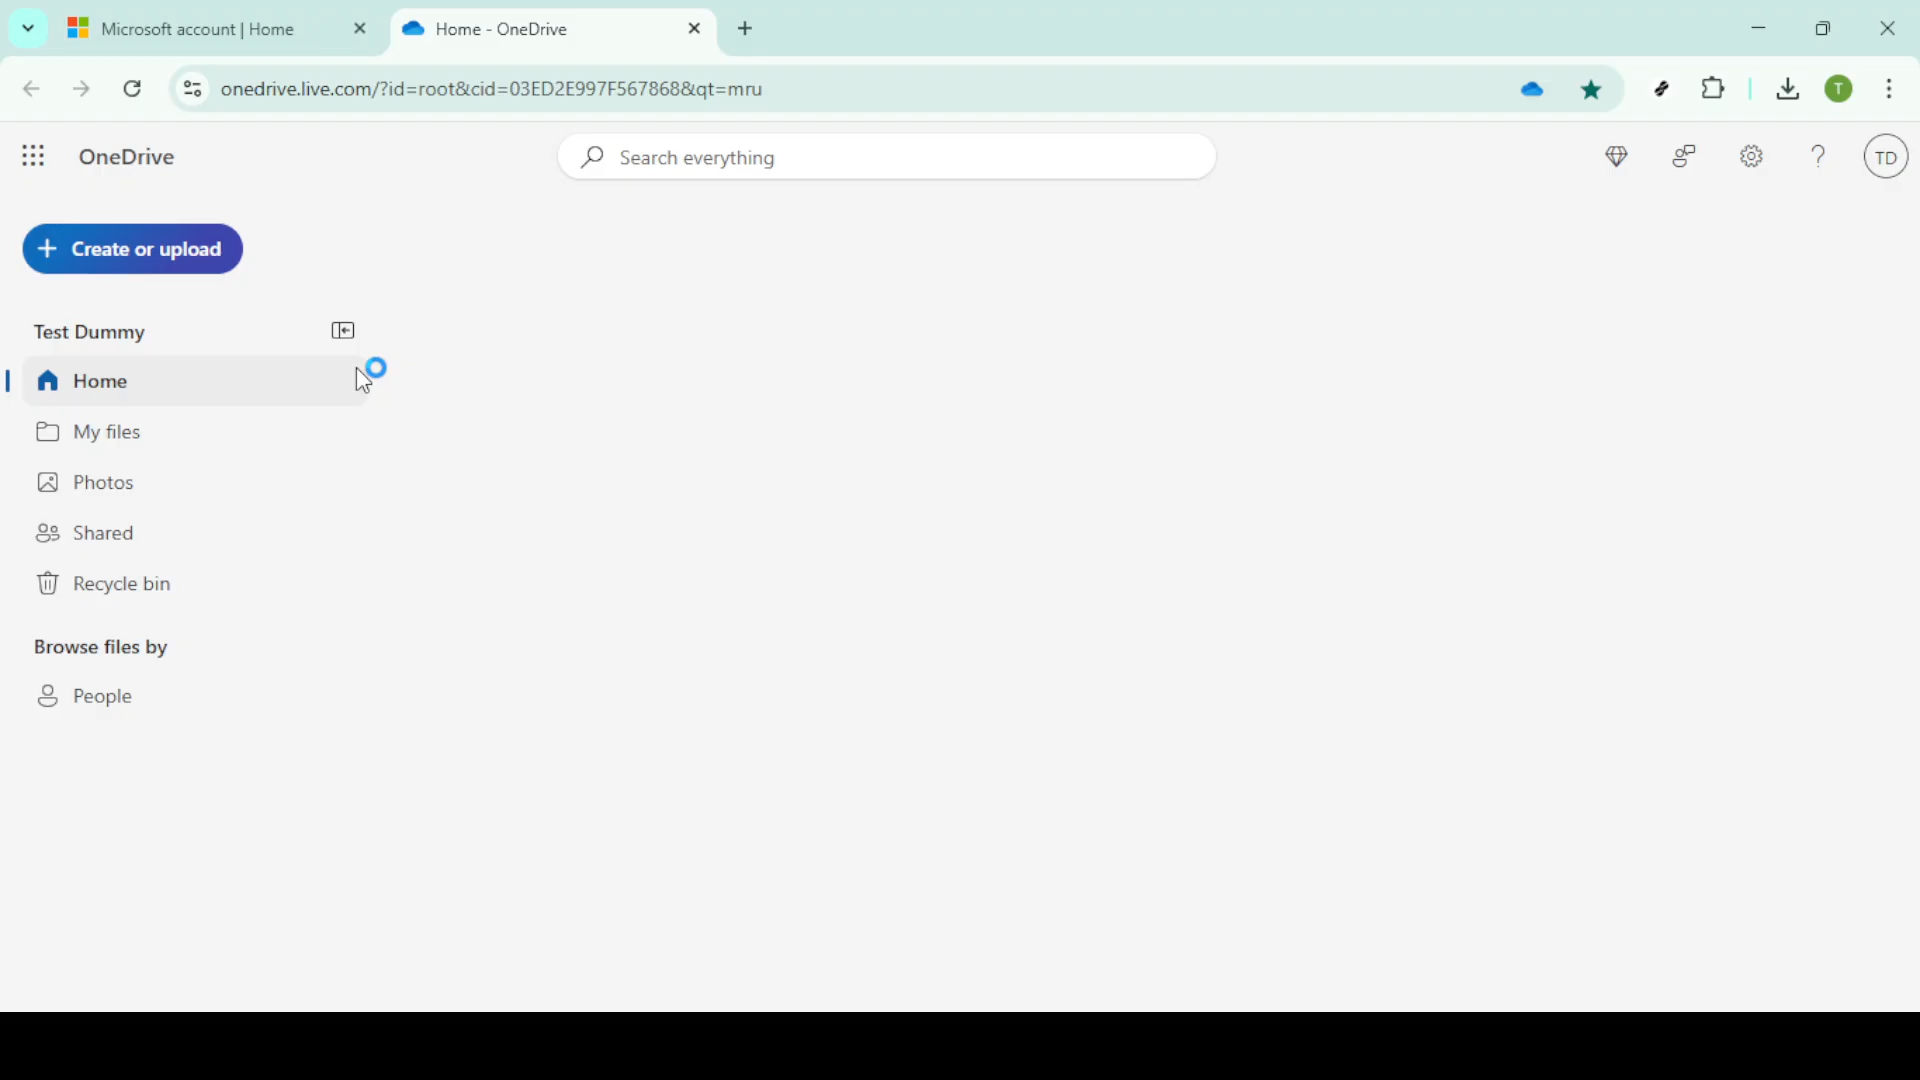 Microsoft account | Home
Home - OneDrive
onedrive.live.com/?id=root&cid=03ED2E997F567868&qt=mru
T
OneDrive
Search everything
TD
Create or upload
Test Dummy
Home
My files
Photos
Shared
Recycle bin
Browse files by
People